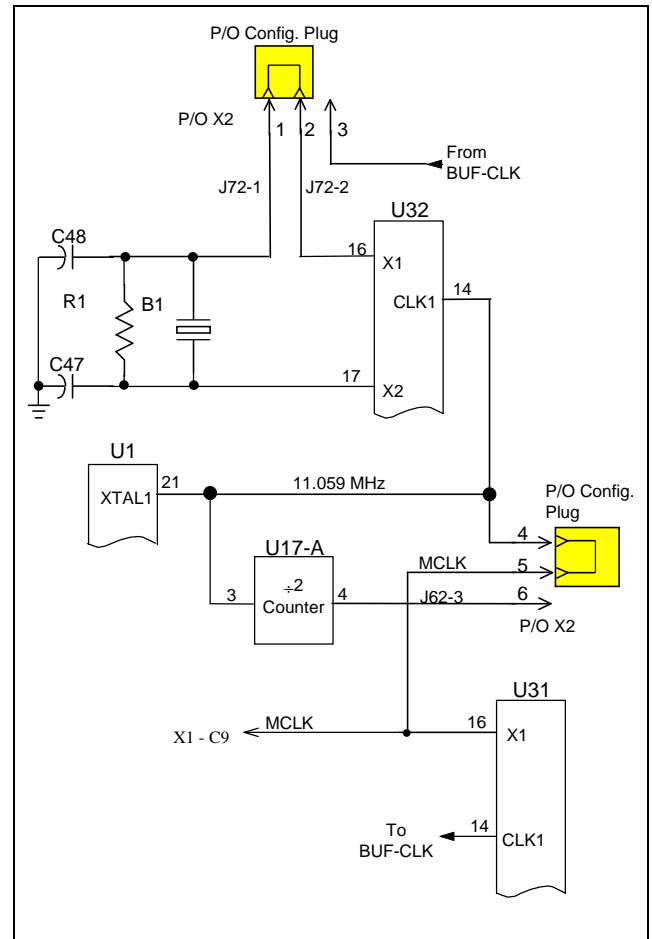 P/O Config. Plug
P/O X2
1 2 3
From
BUF-CLK
J72-1
J72-2
U32
C48
16
X1
14
CLK1
R1
B1
C47
17
X2
U1
21
XTAL1
11.059 MHz
P/O Config.
Plug
4
U17-A
MCLK
5
÷2
Counter
3
4
J62-3
6
P/O X2
U31
MCLK
16
X1
X1 - C9
To
BUF-CLK
14
CLK1